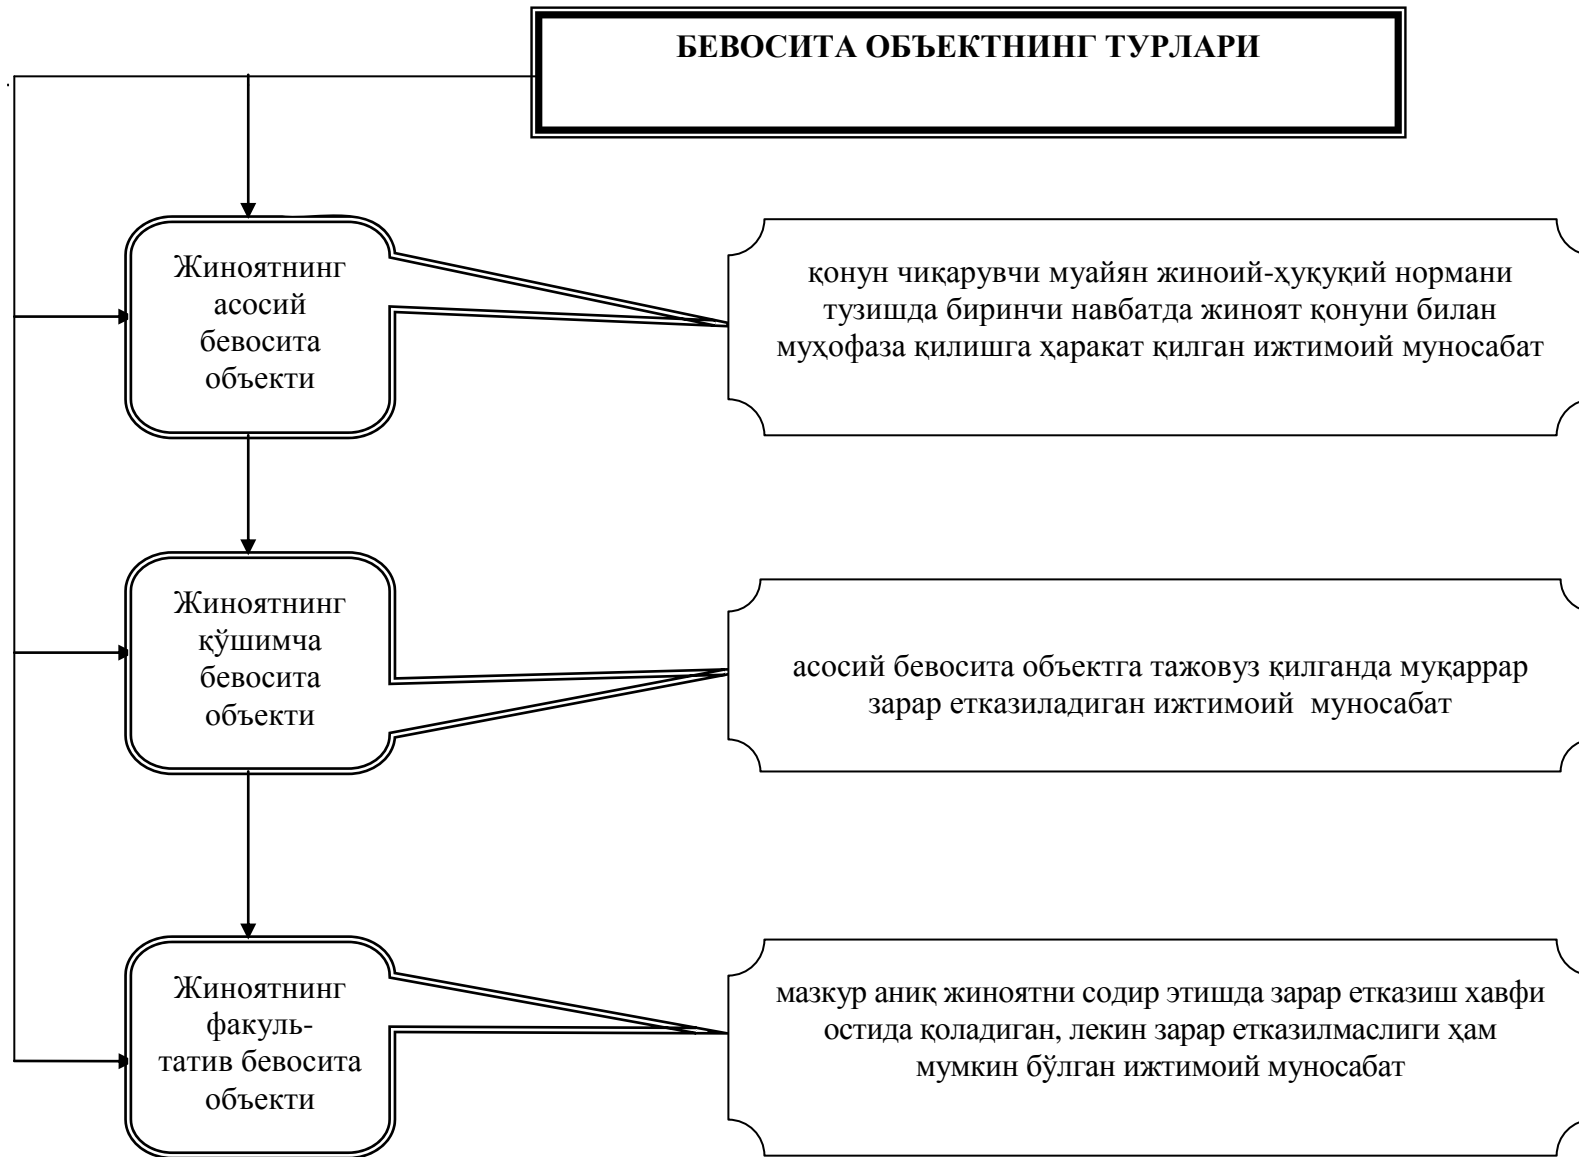 БЕВОСИТА ОБЪЕКТНИНГ ТУРЛАРИ
Жиноятнинг
асосий
бевосита
объекти
қонун чиқарувчи муайян жиноий-ҳуқуқий нормани
тузишда биринчи навбатда жиноят қонуни билан
муҳофаза қилишга ҳаракат қилган ижтимоий муносабат
Жиноятнинг
қўшимча
бевосита
объекти
асосий бевосита объектга тажовуз қилганда муқаррар
зарар етказиладиган ижтимоий муносабат
Жиноятнинг
факуль-
татив бевосита
объекти
мазкур аниқ жиноятни содир этишда зарар етказиш хавфи
остида қоладиган, лекин зарар етказилмаслиги ҳам
мумкин бўлган ижтимоий муносабат